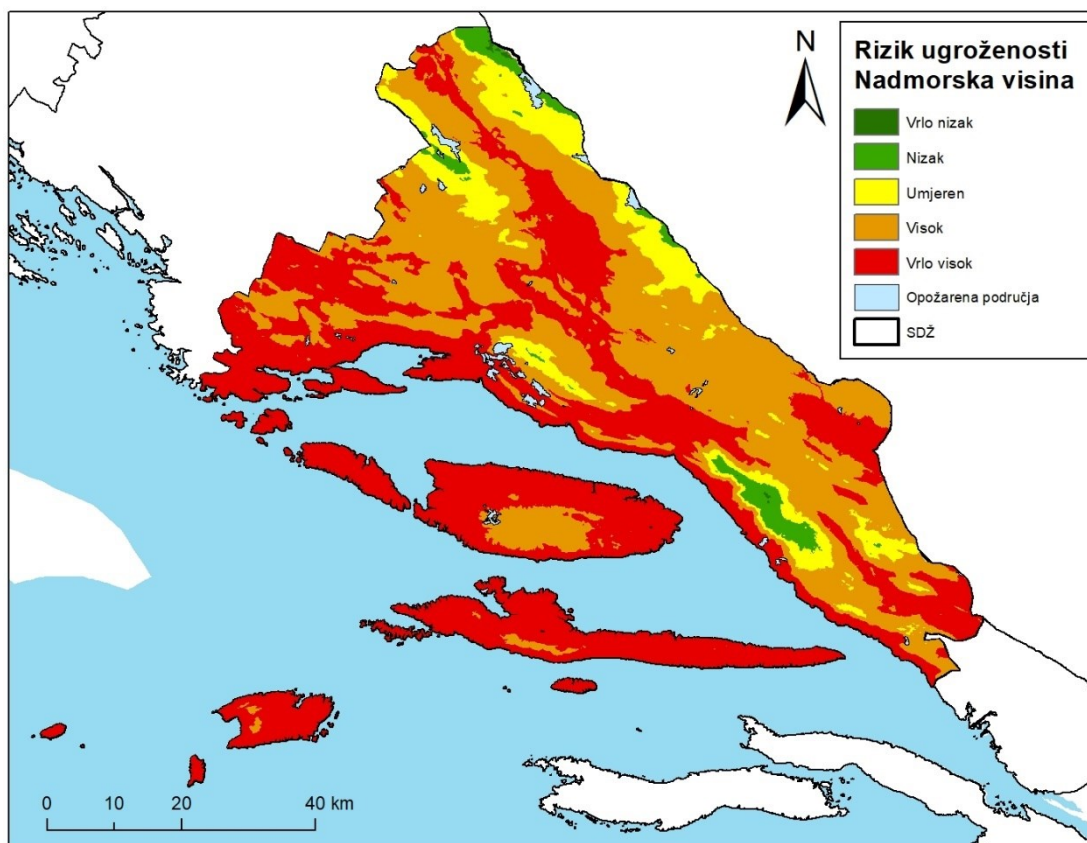 N
Rizik ugroženosti
Nadmorska visina
Vrlo nizak
Nizak
Umjeren
Visok
Vrlo visok
Opožarena područja
SDŽ
0 10 20 40 km